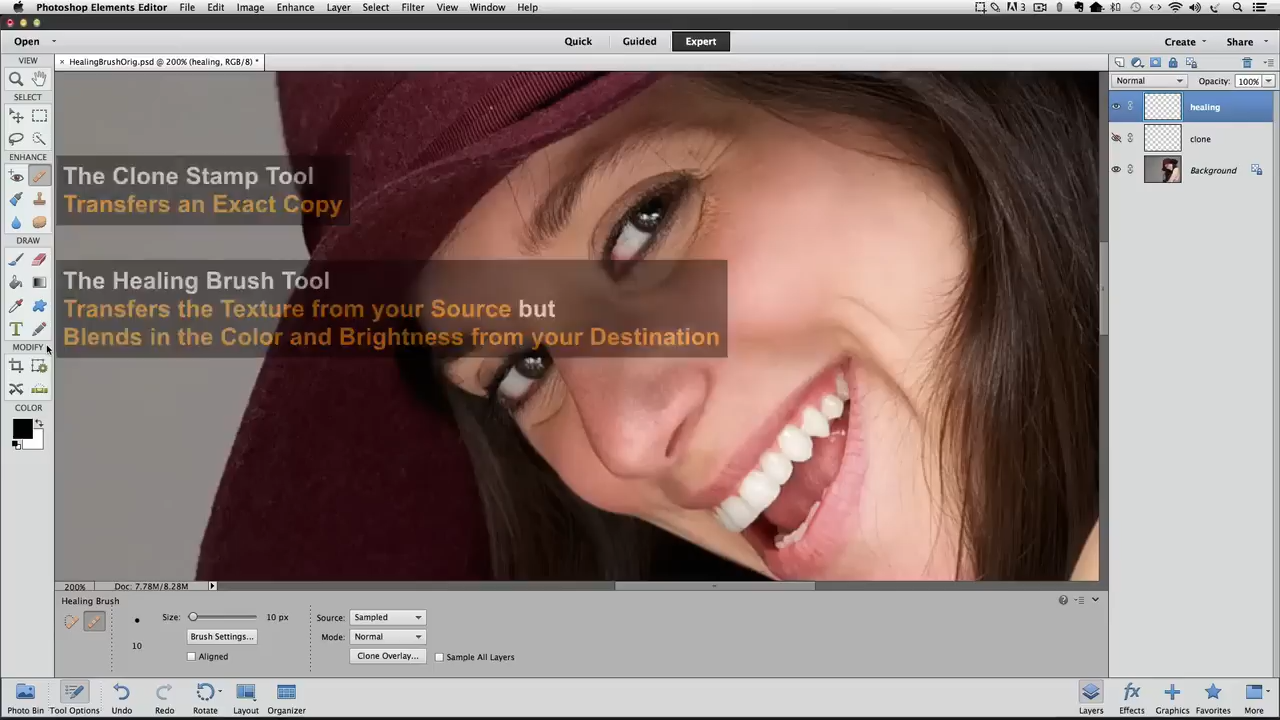 Photoshop Elements Editor File Edit Image Enhance Layer Select Filter View Window Help 3
Open Quick Guided Expert Create Share
× HealingBrushOrig.psd @ 200% (healing, RGB/8) *
VIEW
SELECT
ENHANCE
DRAW
MODIFY
COLOR
The Clone Stamp Tool
Transfers an Exact Copy
The Healing Brush Tool
Transfers the Texture from your Source but
Blends in the Color and Brightness from your Destination
Normal Opacity: 100%
healing
clone
Background
200% Doc: 7.78M/8.28M
Healing Brush
Size: 10 px Source: Sampled
10 Brush Settings... Mode: Normal
Aligned Clone Overlay... Sample All Layers
Photo Bin Tool Options Undo Redo Rotate Layout Organizer Layers Effects Graphics Favorites More